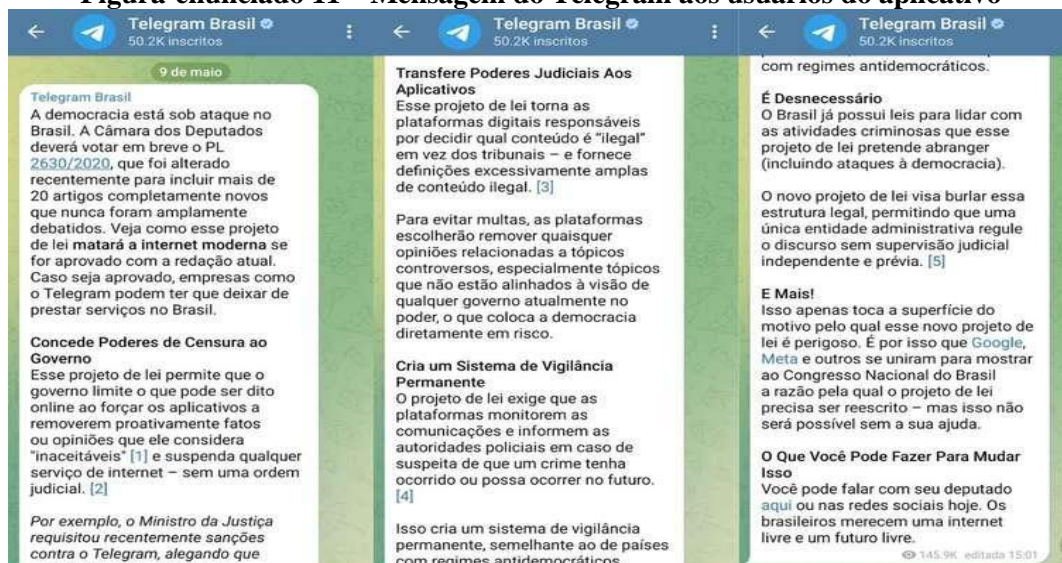 Figura-enunciado 11 – Mensagem do Telegram aos usuários do aplicativo
Telegram Brasil
50.2K inscritos
9 de maio
Telegram Brasil
A democracia está sob ataque no
Brasil. A Câmara dos Deputados
deverá votar em breve o PL
2630/2020, que foi alterado
recentemente para incluir mais de
20 artigos completamente novos
que nunca foram amplamente
debatidos. Veja como esse projeto
de lei matará a internet moderna se
for aprovado com a redação atual.
Caso seja aprovado, empresas como
o Telegram podem ter que deixar de
prestar serviços no Brasil.
Concede Poderes de Censura ao
Governo
Esse projeto de lei permite que o
governo limite o que pode ser dito
online ao forçar os aplicativos a
removerem proativamente fatos
ou opiniões que ele considera
"inaceitáveis" [1] e suspenda qualquer
serviço de internet – sem uma ordem
judicial. [2]
Por exemplo, o Ministro da Justiça
requisitou recentemente sanções
contra o Telegram, alegando que
Telegram Brasil
50.2K inscritos
Transfere Poderes Judiciais Aos
Aplicativos
Esse projeto de lei torna as
plataformas digitais responsáveis
por decidir qual conteúdo é "ilegal"
em vez dos tribunais – e fornece
definições excessivamente amplas
de conteúdo ilegal. [3]
Para evitar multas, as plataformas
escolherão remover quaisquer
opiniões relacionadas a tópicos
controversos, especialmente tópicos
que não estão alinhados à visão de
qualquer governo atualmente no
poder, o que coloca a democracia
diretamente em risco.
Cria um Sistema de Vigilância
Permanente
O projeto de lei exige que as
plataformas monitorem as
comunicações e informem as
autoridades policiais em caso de
suspeita de que um crime tenha
ocorrido ou possa ocorrer no futuro.
[4]
Isso cria um sistema de vigilância
permanente, semelhante ao de países
com regimes antidemocráticos.
Telegram Brasil
50.2K inscritos
com regimes antidemocráticos.
É Desnecessário
O Brasil já possui leis para lidar com
as atividades criminosas que esse
projeto de lei pretende abranger
(incluindo ataques à democracia).
O novo projeto de lei visa burlar essa
estrutura legal, permitindo que uma
única entidade administrativa regule
o discurso sem supervisão judicial
independente e prévia. [5]
E Mais!
Isso apenas toca a superfície do
motivo pelo qual esse novo projeto de
lei é perigoso. É por isso que Google,
Meta e outros se uniram para mostrar
ao Congresso Nacional do Brasil
a razão pela qual o projeto de lei
precisa ser reescrito – mas isso não
será possível sem a sua ajuda.
O Que Você Pode Fazer Para Mudar
Isso
Você pode falar com seu deputado
aqui ou nas redes sociais hoje. Os
brasileiros merecem uma internet
livre e um futuro livre.
145.9K editada 15:01